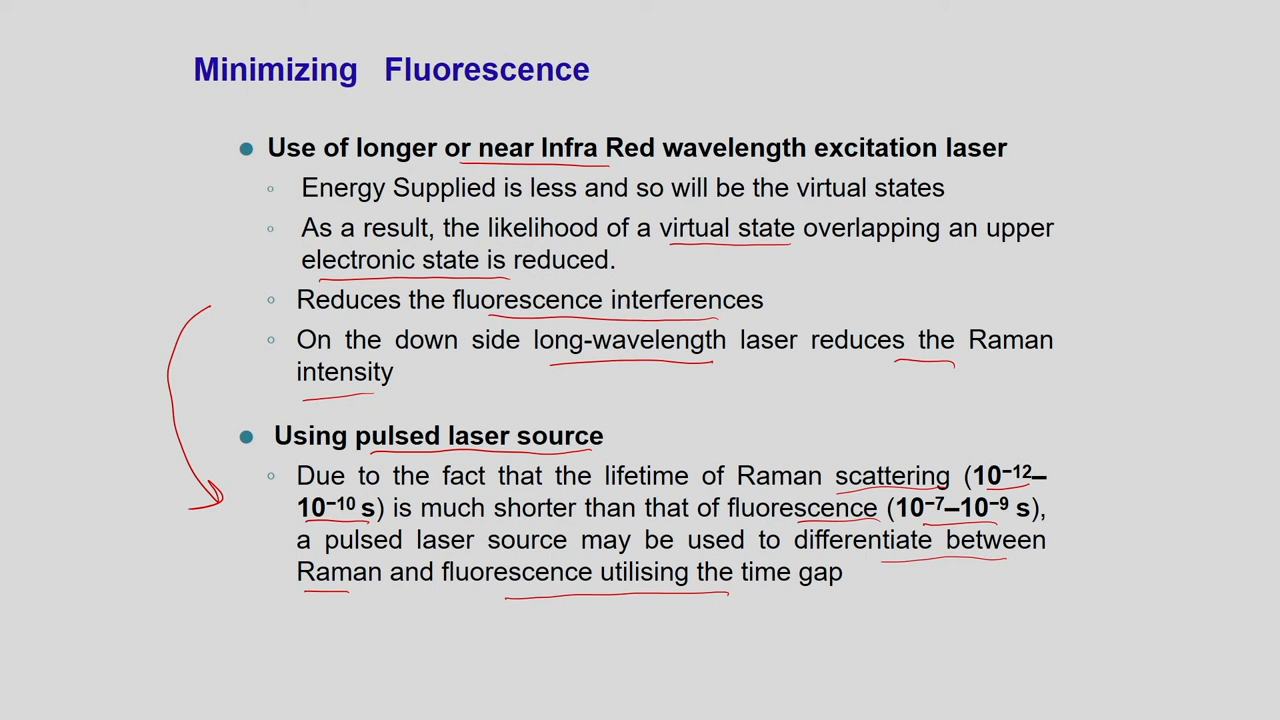 Minimizing Fluorescence
Use of longer or near Infra Red wavelength excitation laser
Energy Supplied is less and so will be the virtual states
As a result, the likelihood of a virtual state overlapping an upper
electronic state is reduced.
Reduces the fluorescence interferences
On the down side long-wavelength laser reduces the Raman
intensity
Using pulsed laser source
Due to the fact that the lifetime of Raman scattering (10⁻¹²–
10⁻¹⁰ s) is much shorter than that of fluorescence (10⁻⁷–10⁻⁹ s),
a pulsed laser source may be used to differentiate between
Raman and fluorescence utilising the time gap